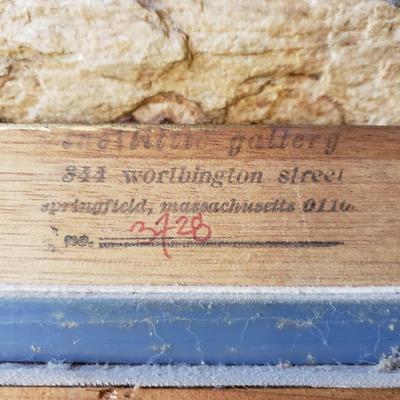 gallery
844 worthington street
springfield, massachusetts 0110
no. 3728